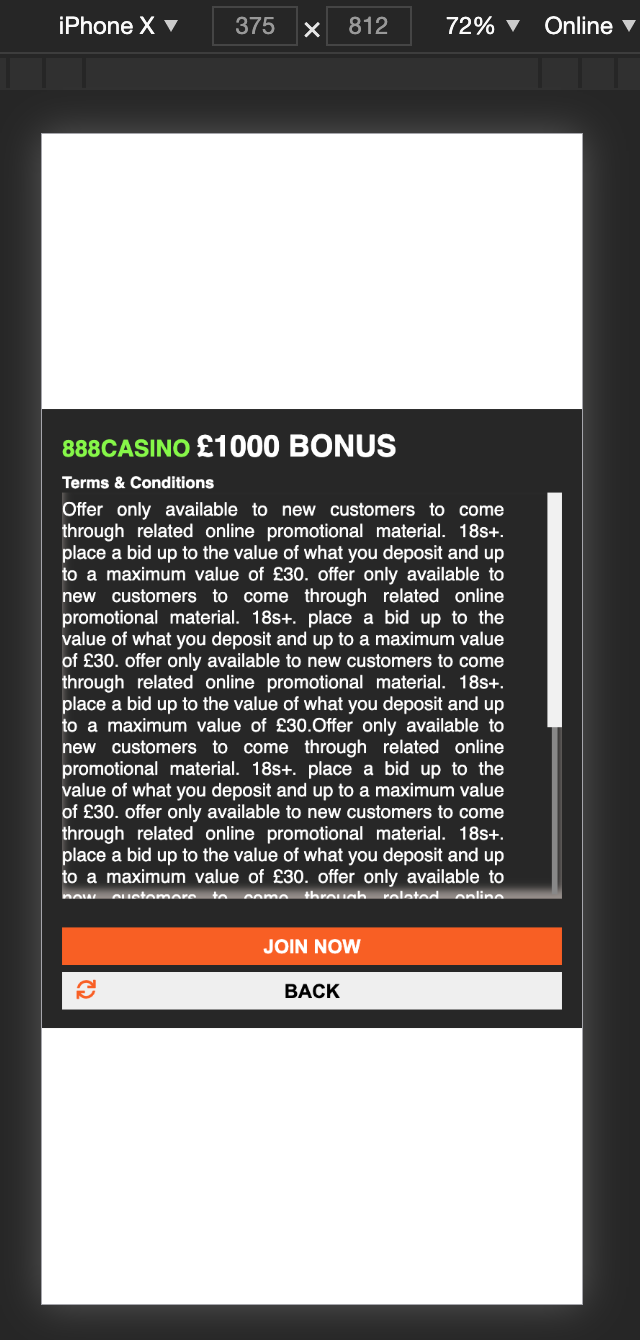 iPhone X ▼ 375 × 812 72% ▼ Online ▼
888CASINO £1000 BONUS
Terms & Conditions
Offer only available to new customers to come
through related online promotional material. 18s+.
place a bid up to the value of what you deposit and up
to a maximum value of £30. offer only available to
new customers to come through related online
promotional material. 18s+. place a bid up to the
value of what you deposit and up to a maximum value
of £30. offer only available to new customers to come
through related online promotional material. 18s+.
place a bid up to the value of what you deposit and up
to a maximum value of £30.Offer only available to
new customers to come through related online
promotional material. 18s+. place a bid up to the
value of what you deposit and up to a maximum value
of £30. offer only available to new customers to come
through related online promotional material. 18s+.
place a bid up to the value of what you deposit and up
to a maximum value of £30. offer only available to
new customers to come through related online
JOIN NOW
BACK